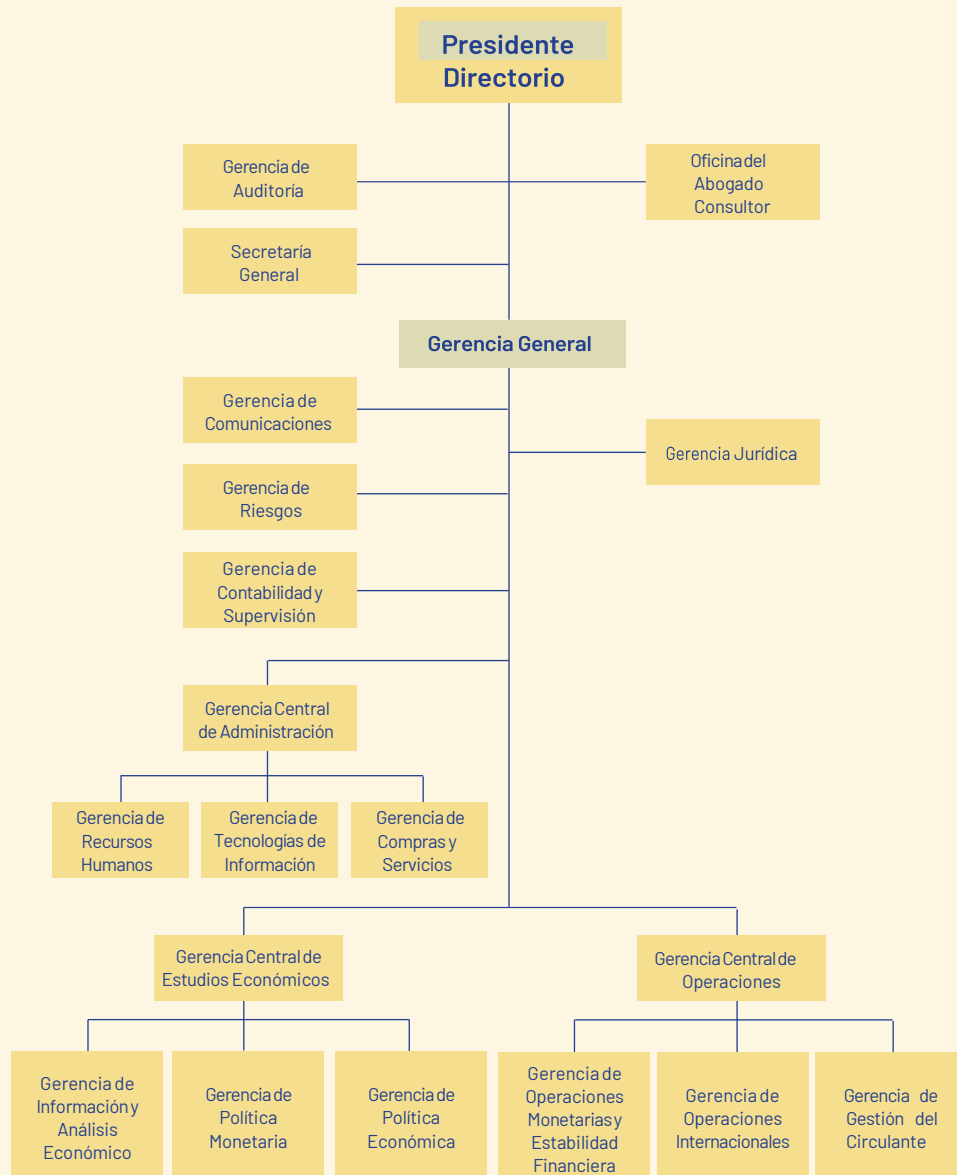 Presidente
Directorio
Gerencia de
Auditoría
Oficina del
Abogado
Consultor
Secretaría
General
Gerencia General
Gerencia de
Comunicaciones
Gerencia Jurídica
Gerencia de
Riesgos
Gerencia de
Contabilidad y
Supervisión
Gerencia Central
de Administración
Gerencia de
Recursos
Humanos
Gerencia de
Tecnologías de
Información
Gerencia de
Compras y
Servicios
Gerencia Central de
Estudios Económicos
Gerencia Central de
Operaciones
Gerencia de
Información y
Análisis
Económico
Gerencia de
Política
Monetaria
Gerencia de
Política
Económica
Gerencia de
Operaciones
Monetarias y
Estabilidad
Financiera
Gerencia de
Operaciones
Internacionales
Gerencia de
Gestión del
Circulante